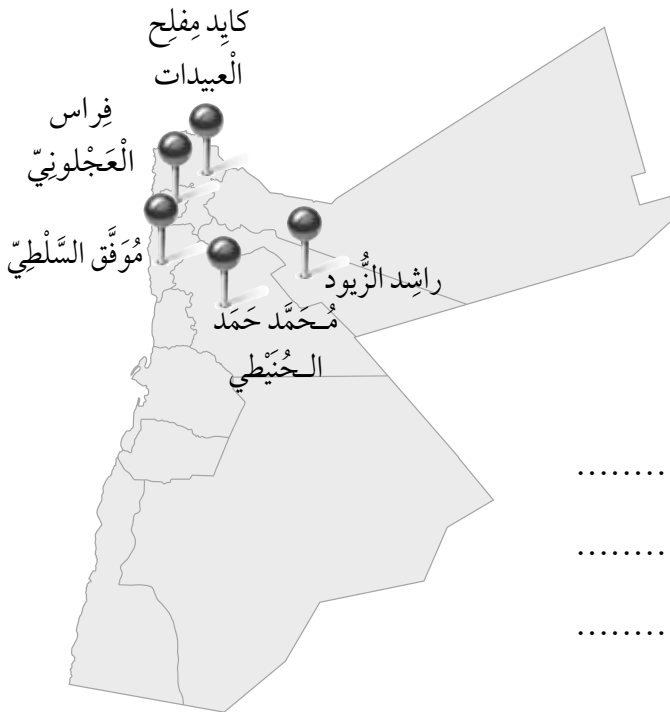 كايِد مِفلِح
الْعبيدات
فِراس
الْعَجْلونِيّ
مُوَفَّق السَّلْطِيّ
راشِد الزُّيود
مُـحَمَّد حَمَد
الـحُنَيْطي
........
........
........